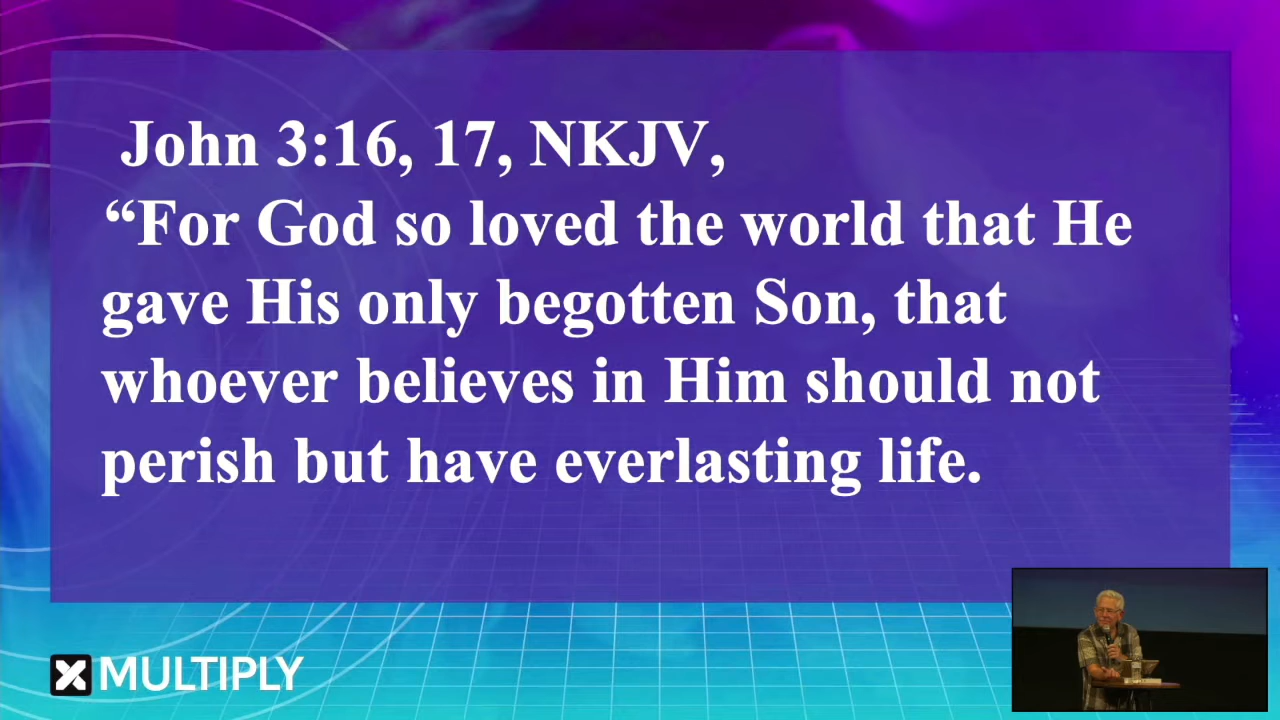 John 3:16, 17, NKJV,
“For God so loved the world that He
gave His only begotten Son, that
whoever believes in Him should not
perish but have everlasting life.
MULTIPLY